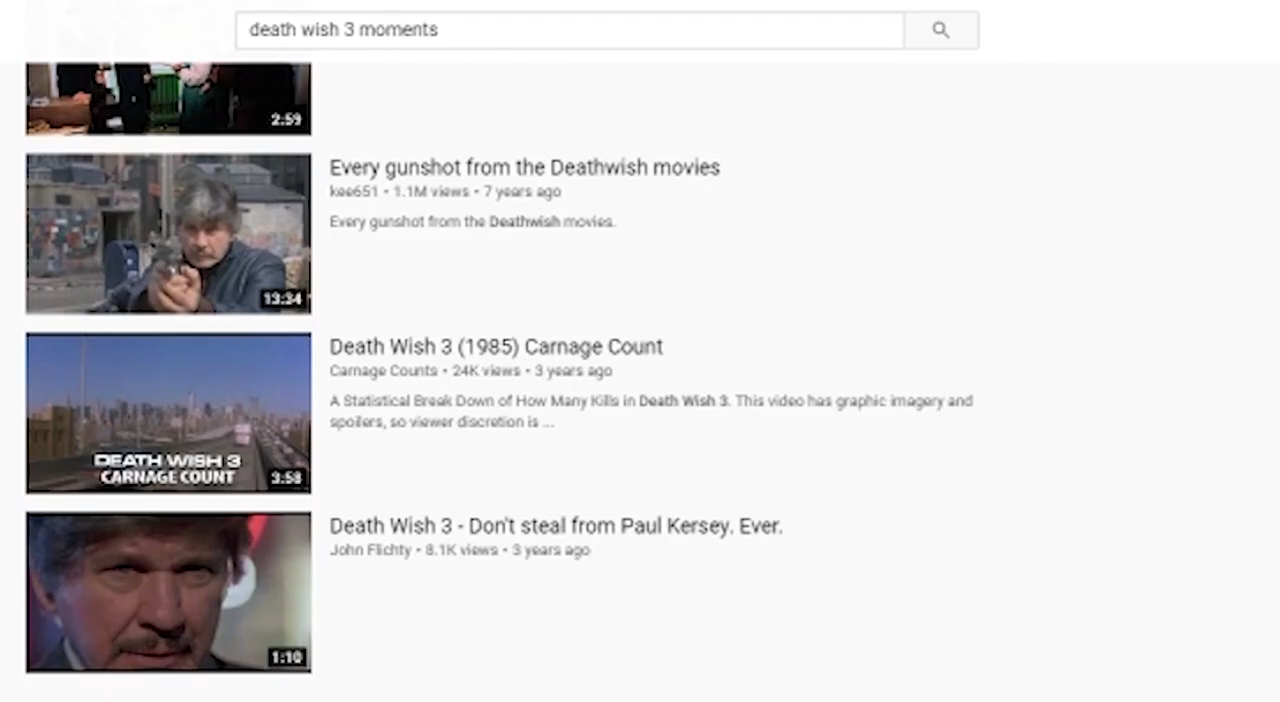 death wish 3 moments
2:59
Every gunshot from the Deathwish movies
kee651 • 1.1M views • 7 years ago
Every gunshot from the Deathwish movies.
13:34
Death Wish 3 (1985) Carnage Count
Carnage Counts • 24K views • 3 years ago
A Statistical Break Down of How Many Kills in Death Wish 3. This video has graphic imagery and
spoilers, so viewer discretion is ...
DEATH WISH 3
CARNAGE COUNT
3:58
Death Wish 3 - Don't steal from Paul Kersey. Ever.
John Flichty • 8.1K views • 3 years ago
1:10